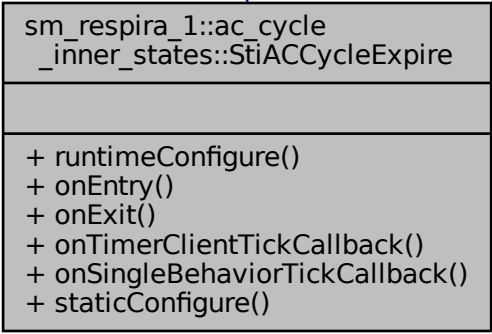 sm_respira_1::ac_cycle
_inner_states::StiACCycleExpire
+ runtimeConfigure()
+ onEntry()
+ onExit()
+ onTimerClientTickCallback()
+ onSingleBehaviorTickCallback()
+ staticConfigure()